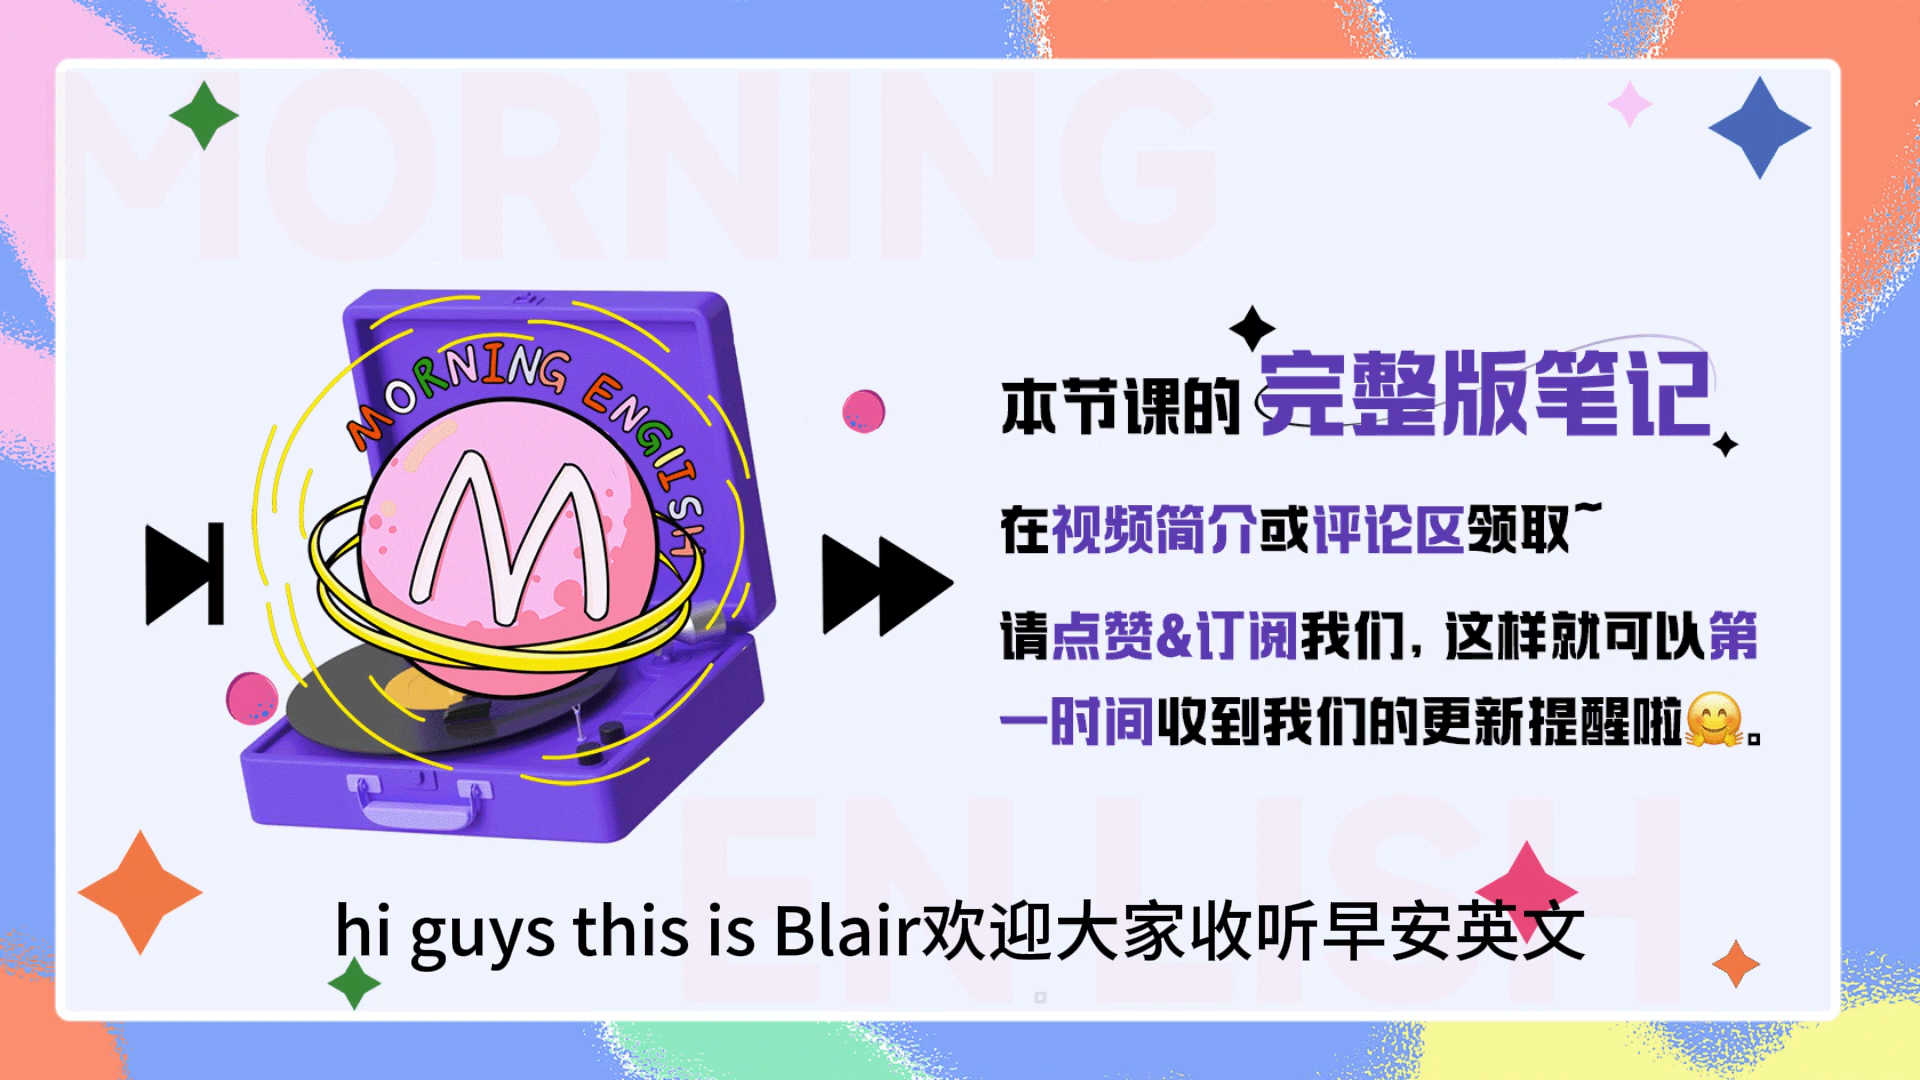 MORNING
MORNING ENGLISH
M
本节课的完整版笔记
在视频简介或评论区领取~
请点赞&订阅我们，这样就可以第
一时间收到我们的更新提醒啦🤗。
EN LISH
hi guys this is Blair欢迎大家收听早安英文